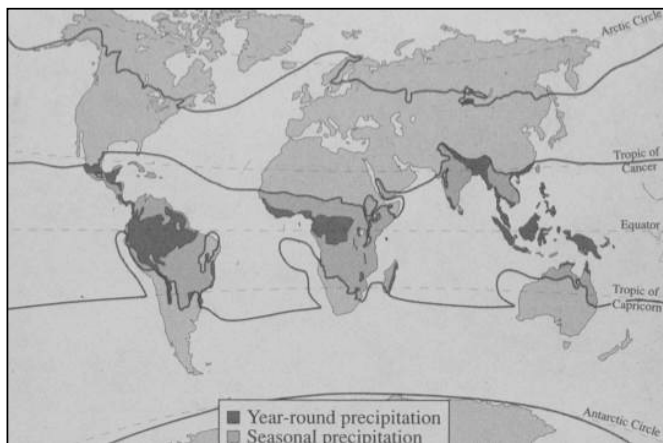 Arctic Circle
Tropic of
Cancer
Equator
Tropic of
Capricorn
Antarctic Circle
Year-round precipitation
Seasonal precipitation